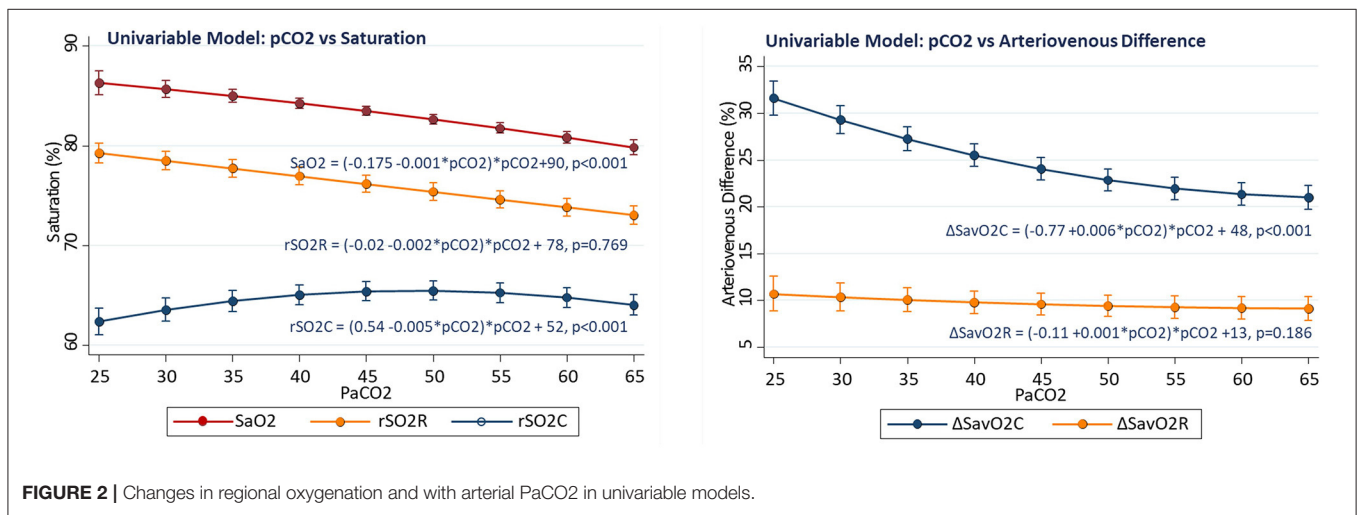 Univariable Model: pCO2 vs Saturation
90
80
70
60
Saturation (%)
SaO2 = (-0.175 -0.001*pCO2)*pCO2+90, p<0.001
rSO2R = (-0.02 -0.002*pCO2)*pCO2 + 78, p=0.769
rSO2C = (0.54 -0.005*pCO2)*pCO2 + 52, p<0.001
25 30 35 40 45 50 55 60 65
PaCO2
SaO2 rSO2R rSO2C
Univariable Model: pCO2 vs Arteriovenous Difference
35
30
25
20
15
10
5
Arteriovenous Difference (%)
ΔSavO2C = (-0.77 +0.006*pCO2)*pCO2 + 48, p<0.001
ΔSavO2R = (-0.11 +0.001*pCO2)*pCO2 +13, p=0.186
25 30 35 40 45 50 55 60 65
PaCO2
ΔSavO2C ΔSavO2R
FIGURE 2 | Changes in regional oxygenation and with arterial PaCO2 in univariable models.